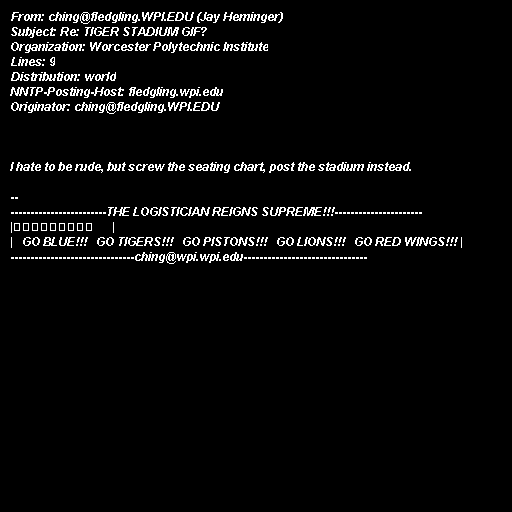 From: ching@fledgling.WPI.EDU (Jay Heminger)
Subject: Re: TIGER STADIUM GIF?
Organization: Worcester Polytechnic Institute
Lines: 9
Distribution: world
NNTP-Posting-Host: fledgling.wpi.edu
Originator: ching@fledgling.WPI.EDU
I hate to be rude, but screw the seating chart, post the stadium instead.
--
------------------------THE LOGISTICIAN REIGNS SUPREME!!!----------------------
|□□□□□□□□□ |
| GO BLUE!!! GO TIGERS!!! GO PISTONS!!! GO LIONS!!! GO RED WINGS!!! |
-------------------------------ching@wpi.wpi.edu-------------------------------